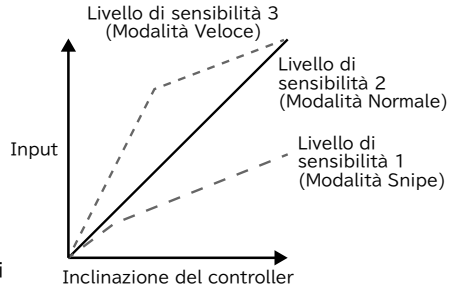 Livello di sensibilità 3
(Modalità Veloce)
Livello di
sensibilità 2
(Modalità Normale)
Input
Livello di
sensibilità 1
(Modalità Snipe)
i
Inclinazione del controller